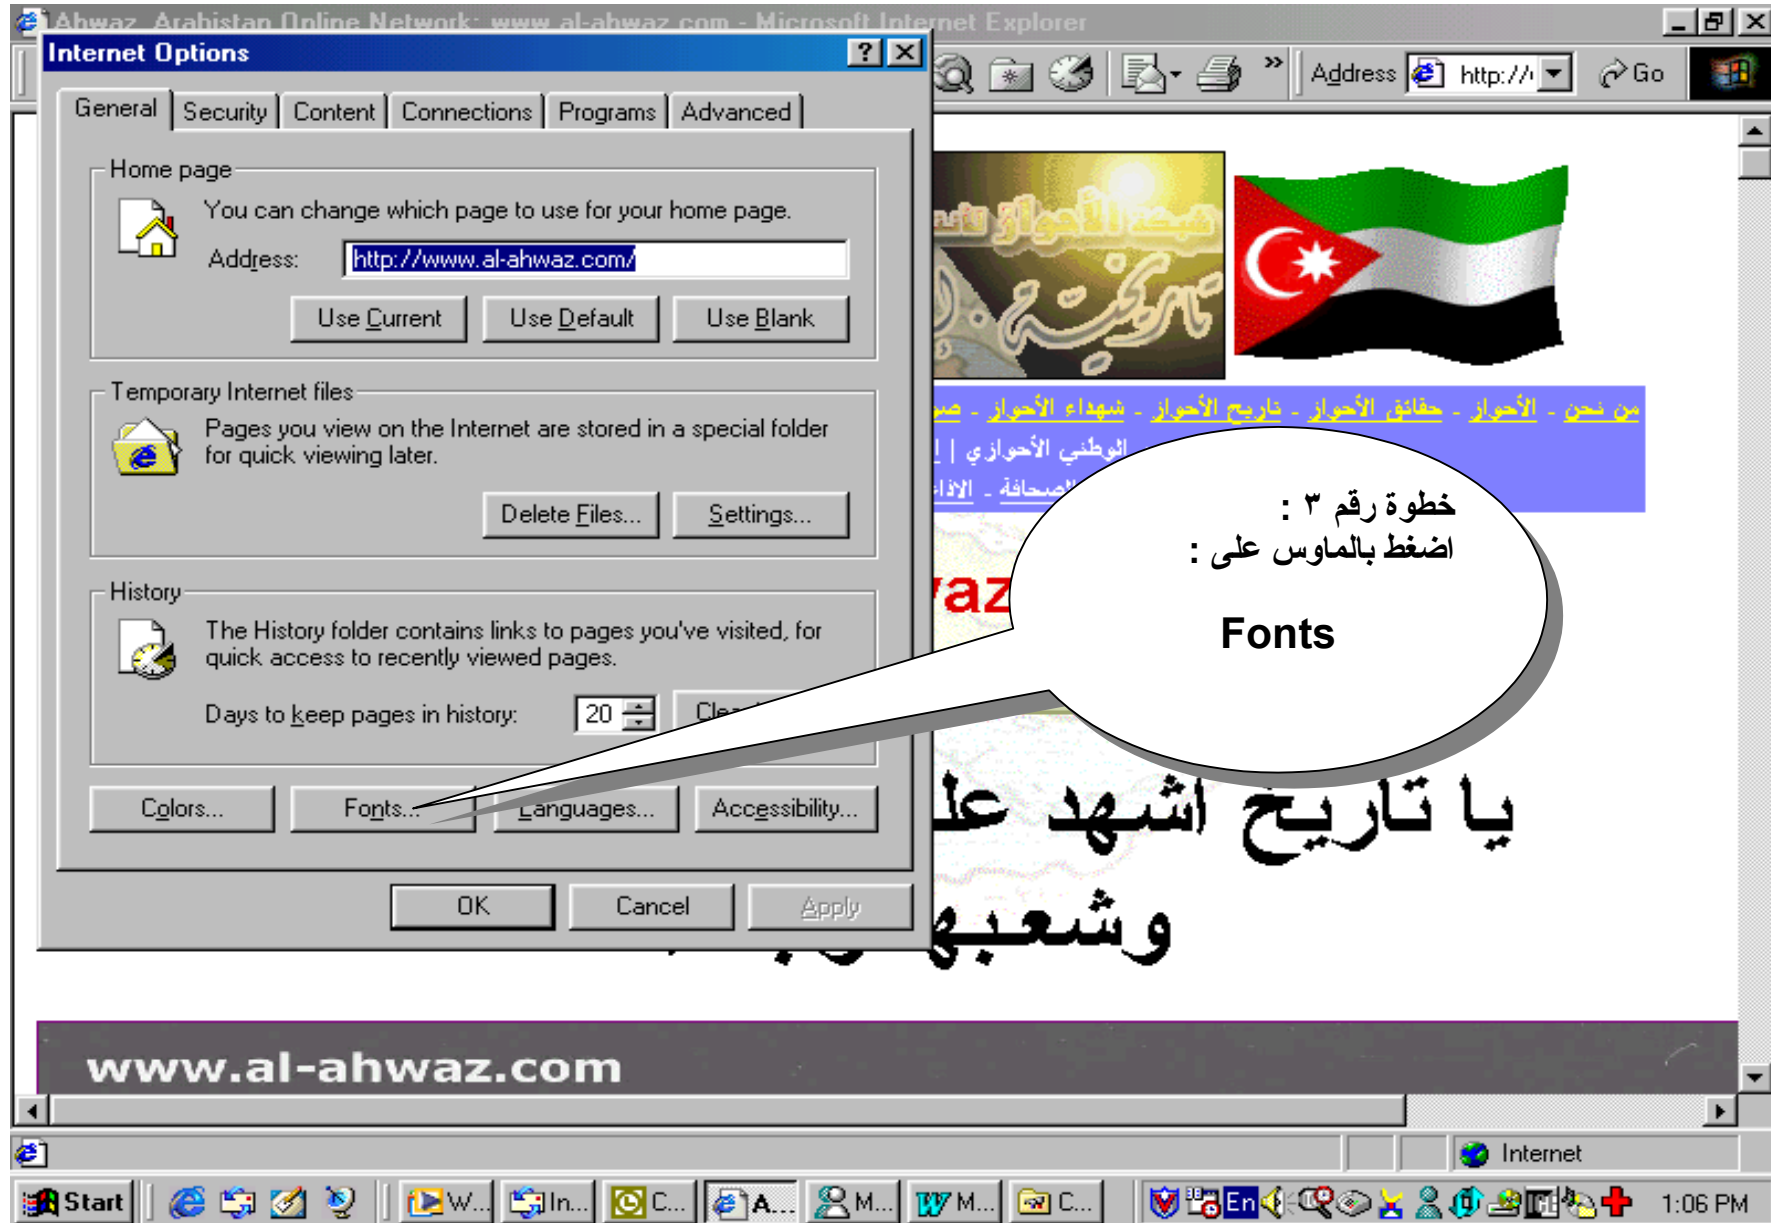 Ahwaz, Arabistan Online Network: www.al-ahwaz.com - Microsoft Internet Explorer
Internet Options
Address http:// Go
General Security Content Connections Programs Advanced
Home page
You can change which page to use for your home page.
Address: http://www.al-ahwaz.com/
Use Current Use Default Use Blank
Temporary Internet files
Pages you view on the Internet are stored in a special folder
for quick viewing later.
Delete Files... Settings...
History
The History folder contains links to pages you've visited, for
quick access to recently viewed pages.
Days to keep pages in history: 20
Colors... Fonts... Languages... Accessibility...
OK Cancel Apply
من نحن - الأحواز - حقائق الأحواز - تاريخ الأحواز - شهداء الأحواز -
الوطني الأحوازي |
الصحافة -
خطوة رقم ٣ :
اضغط بالماوس على :
Fonts
يا تاريخ اشهد
www.al-ahwaz.com
Internet
Start W... In... C... A... M... M... C... En 1:06 PM